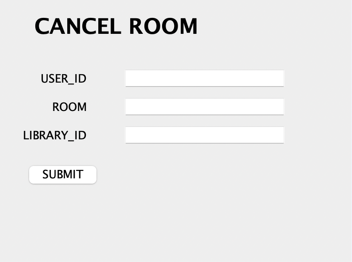 CANCEL ROOM
USER_ID
ROOM
LIBRARY_ID
SUBMIT